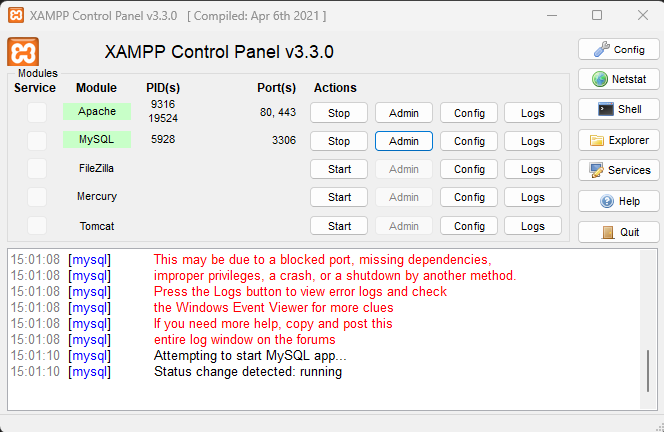 XAMPP Control Panel v3.3.0 [ Compiled: Apr 6th 2021 ]
XAMPP Control Panel v3.3.0
Config
Modules
Service Module PID(s) Port(s) Actions
Netstat
Apache 9316 19524 80, 443 Stop Admin Config Logs
Shell
MySQL 5928 3306 Stop Admin Config Logs
Explorer
FileZilla Start Admin Config Logs
Services
Mercury Start Admin Config Logs
Help
Tomcat Start Admin Config Logs
Quit
15:01:08 [mysql] This may be due to a blocked port, missing dependencies,
15:01:08 [mysql] improper privileges, a crash, or a shutdown by another method.
15:01:08 [mysql] Press the Logs button to view error logs and check
15:01:08 [mysql] the Windows Event Viewer for more clues
15:01:08 [mysql] If you need more help, copy and post this
15:01:08 [mysql] entire log window on the forums
15:01:10 [mysql] Attempting to start MySQL app...
15:01:10 [mysql] Status change detected: running